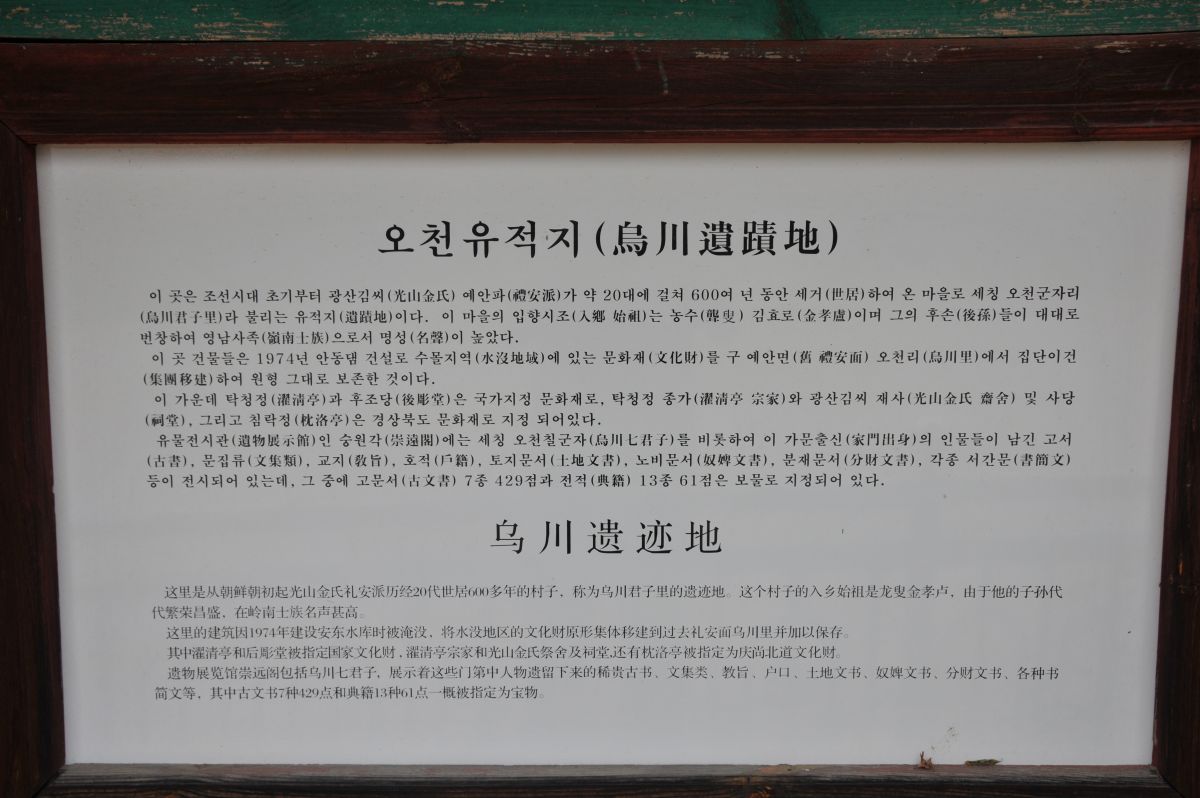 오천유적지(烏川遺蹟地)
이 곳은 조선시대 초기부터 광산김씨(光山金氏) 예안파(禮安派)가 약 20대에 걸쳐 600여 년 동안 세거(世居)하여 온 마을로 세칭 오천군자리
(烏川君子里)라 불리는 유적지(遺蹟地)이다. 이 마을의 입향시조(入鄕 始祖)는 농수(聾叟) 김효로(金孝盧)이며 그의 후손(後孫)들이 대대로
번창하여 영남사족(嶺南士族)으로서 명성(名聲)이 높았다.
이 곳 건물들은 1974년 안동댐 건설로 수몰지역(水沒地域)에 있는 문화재(文化財)를 구 예안면(舊 禮安面) 오천리(烏川里)에서 집단이건
(集團移建)하여 원형 그대로 보존한 것이다.
이 가운데 탁청정(濯淸亭)과 후조당(後彫堂)은 국가지정 문화재로, 탁청정 종가(濯淸亭 宗家)와 광산김씨 재사(光山金氏 齋舍) 및 사당
(祠堂), 그리고 침락정(枕洛亭)은 경상북도 문화재로 지정 되어있다.
유물전시관(遺物展示館)인 숭원각(崇遠閣)에는 세칭 오천칠군자(烏川七君子)를 비롯하여 이 가문출신(家門出身)의 인물들이 남긴 고서
(古書), 문집류(文集類), 교지(敎旨), 호적(戶籍), 토지문서(土地文書), 노비문서(奴婢文書), 분재문서(分財文書), 각종 서간문(書簡文)
등이 전시되어 있는데, 그 중에 고문서(古文書) 7종 429점과 전적(典籍) 13종 61점은 보물로 지정되어 있다.
乌川遗迹地
这里是从朝鲜朝初起光山金氏礼安派历经20代世居600多年的村子，称为乌川君子里的遗迹地。这个村子的入乡始祖是龙叟金孝卢，由于他的子孙代
代繁荣昌盛，在岭南士族名声甚高。
这里的建筑因1974年建设安东水库时被淹没，将水没地区的文化财原形集体移建到过去礼安面乌川里并加以保存。
其中濯清亭和后彫堂被指定国家文化财，濯清亭宗家和光山金氏祭舍及祠堂,还有枕洛亭被指定为庆尚北道文化财。
遗物展览馆崇远阁包括乌川七君子，展示着这些门第中人物遗留下来的稀贵古书、文集类、教旨、户口、土地文书、奴婢文书、分财文书、各种书
简文等，其中古文书7种429点和典籍13种61点一概被指定为宝物。